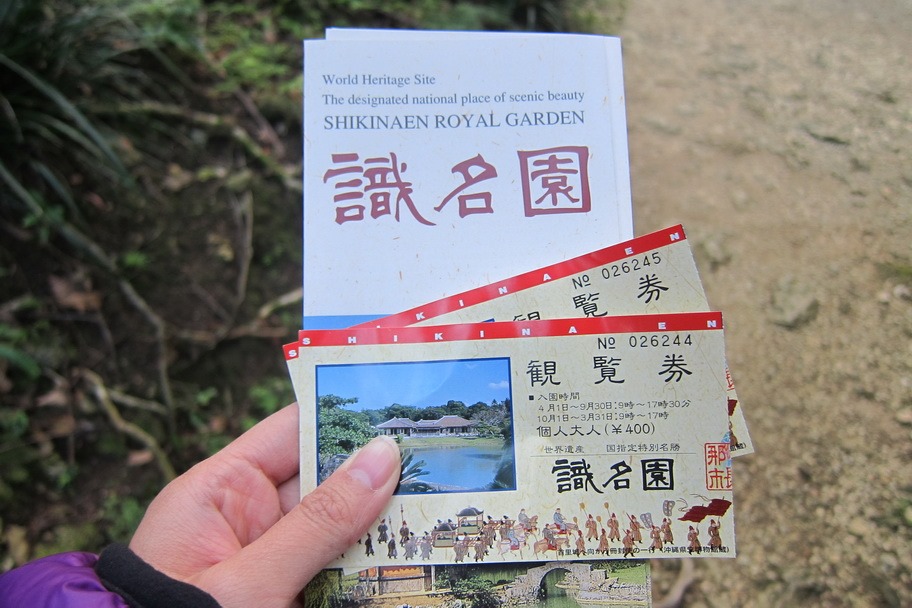 World Heritage Site
The designated national place of scenic beauty
SHIKINAEN ROYAL GARDEN
識名園
KINAEN
№ 026245
観覧券
SHIKINAEN
№ 026244
観覧券
■入園時間
4月1日〜9月30日:9時〜17時30分
10月1日〜3月31日:9時〜17時
個人大人(¥400)
世界遺産 国指定特別名勝
識名園